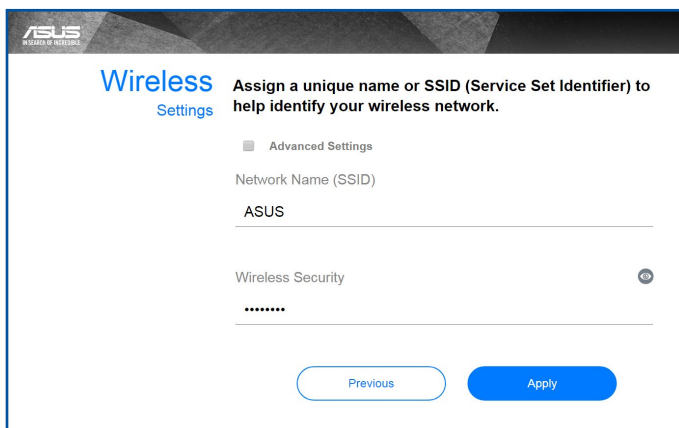 ASUS
IN SEARCH OF INCREDIBLE
Wireless
Settings
Assign a unique name or SSID (Service Set Identifier) to
help identify your wireless network.
Advanced Settings
Network Name (SSID)
ASUS
Wireless Security
••••••••
Previous
Apply